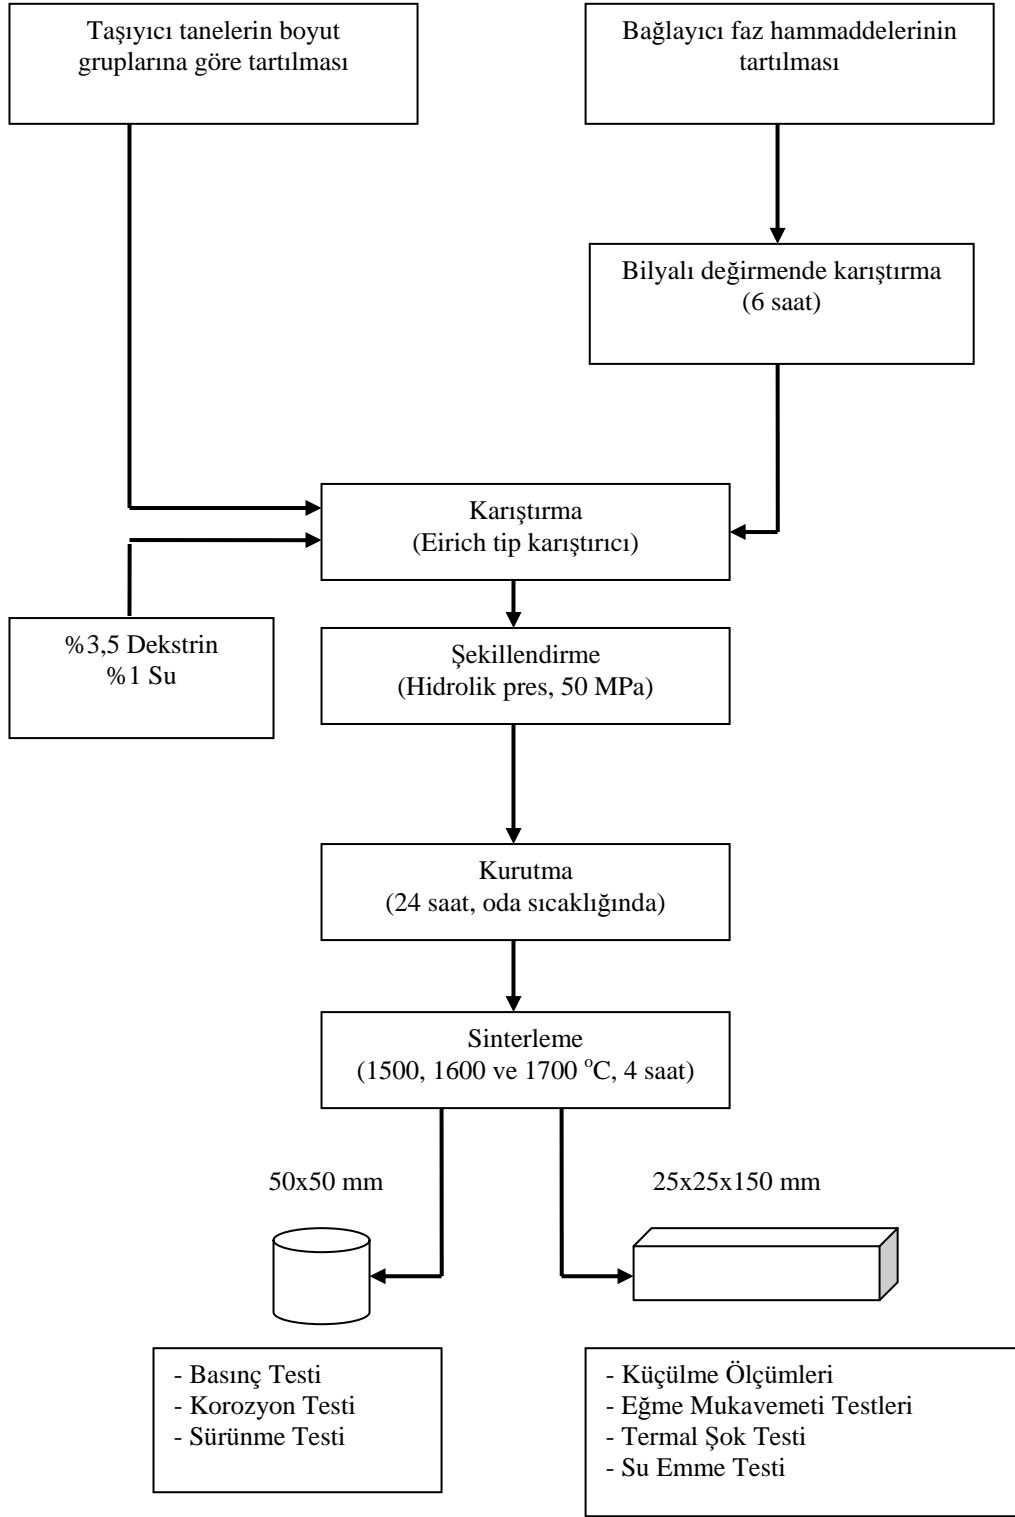 Taşıyıcı tanelerin boyut
gruplarına göre tartılması
Bağlayıcı faz hammaddelerinin
tartılması
Bilyalı değirmende karıştırma
(6 saat)
Karıştırma
(Eirich tip karıştırıcı)
%3,5 Dekstrin
%1 Su
Şekillendirme
(Hidrolik pres, 50 MPa)
Kurutma
(24 saat, oda sıcaklığında)
Sinterleme
(1500, 1600 ve 1700 °C, 4 saat)
50x50 mm
25x25x150 mm
- Basınç Testi
- Korozyon Testi
- Sürünme Testi
- Küçülme Ölçümleri
- Eğme Mukavemeti Testleri
- Termal Şok Testi
- Su Emme Testi